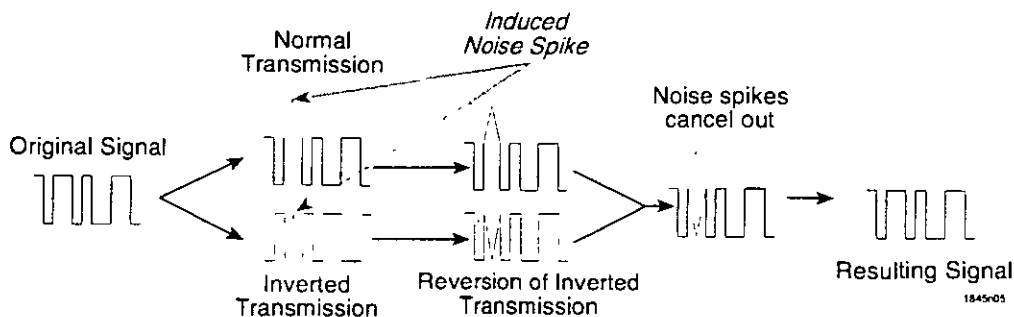 Induced
Noise Spike
Normal
Transmission
Noise spikes
cancel out
Original Signal
Inverted
Transmission
Reversion of Inverted
Transmission
Resulting Signal
1845n05